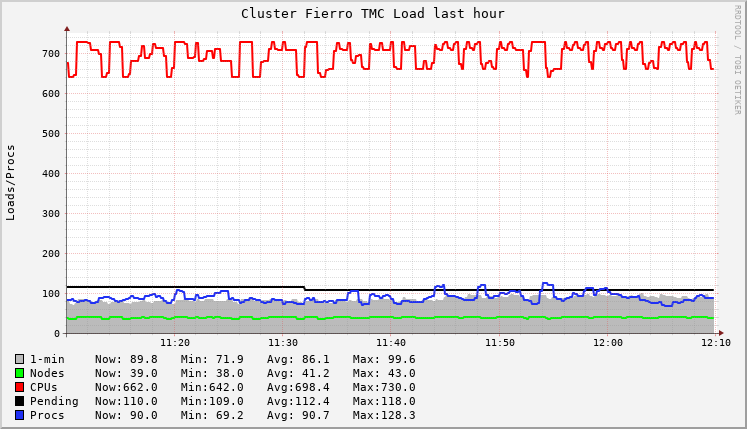 Cluster Fierro TMC Load last hour
RRDTOOL / TOBI OETIKER
Loads/Procs
700
600
500
400
300
200
100
0
11:20 11:30 11:40 11:50 12:00 12:10
1-min Now: 89.8 Min: 71.9 Avg: 86.1 Max: 99.6
Nodes Now: 39.0 Min: 38.0 Avg: 41.2 Max: 43.0
CPUs Now:662.0 Min:642.0 Avg:698.4 Max:730.0
Pending Now:110.0 Min:109.0 Avg:112.4 Max:118.0
Procs Now: 90.0 Min: 69.2 Avg: 90.7 Max:128.3